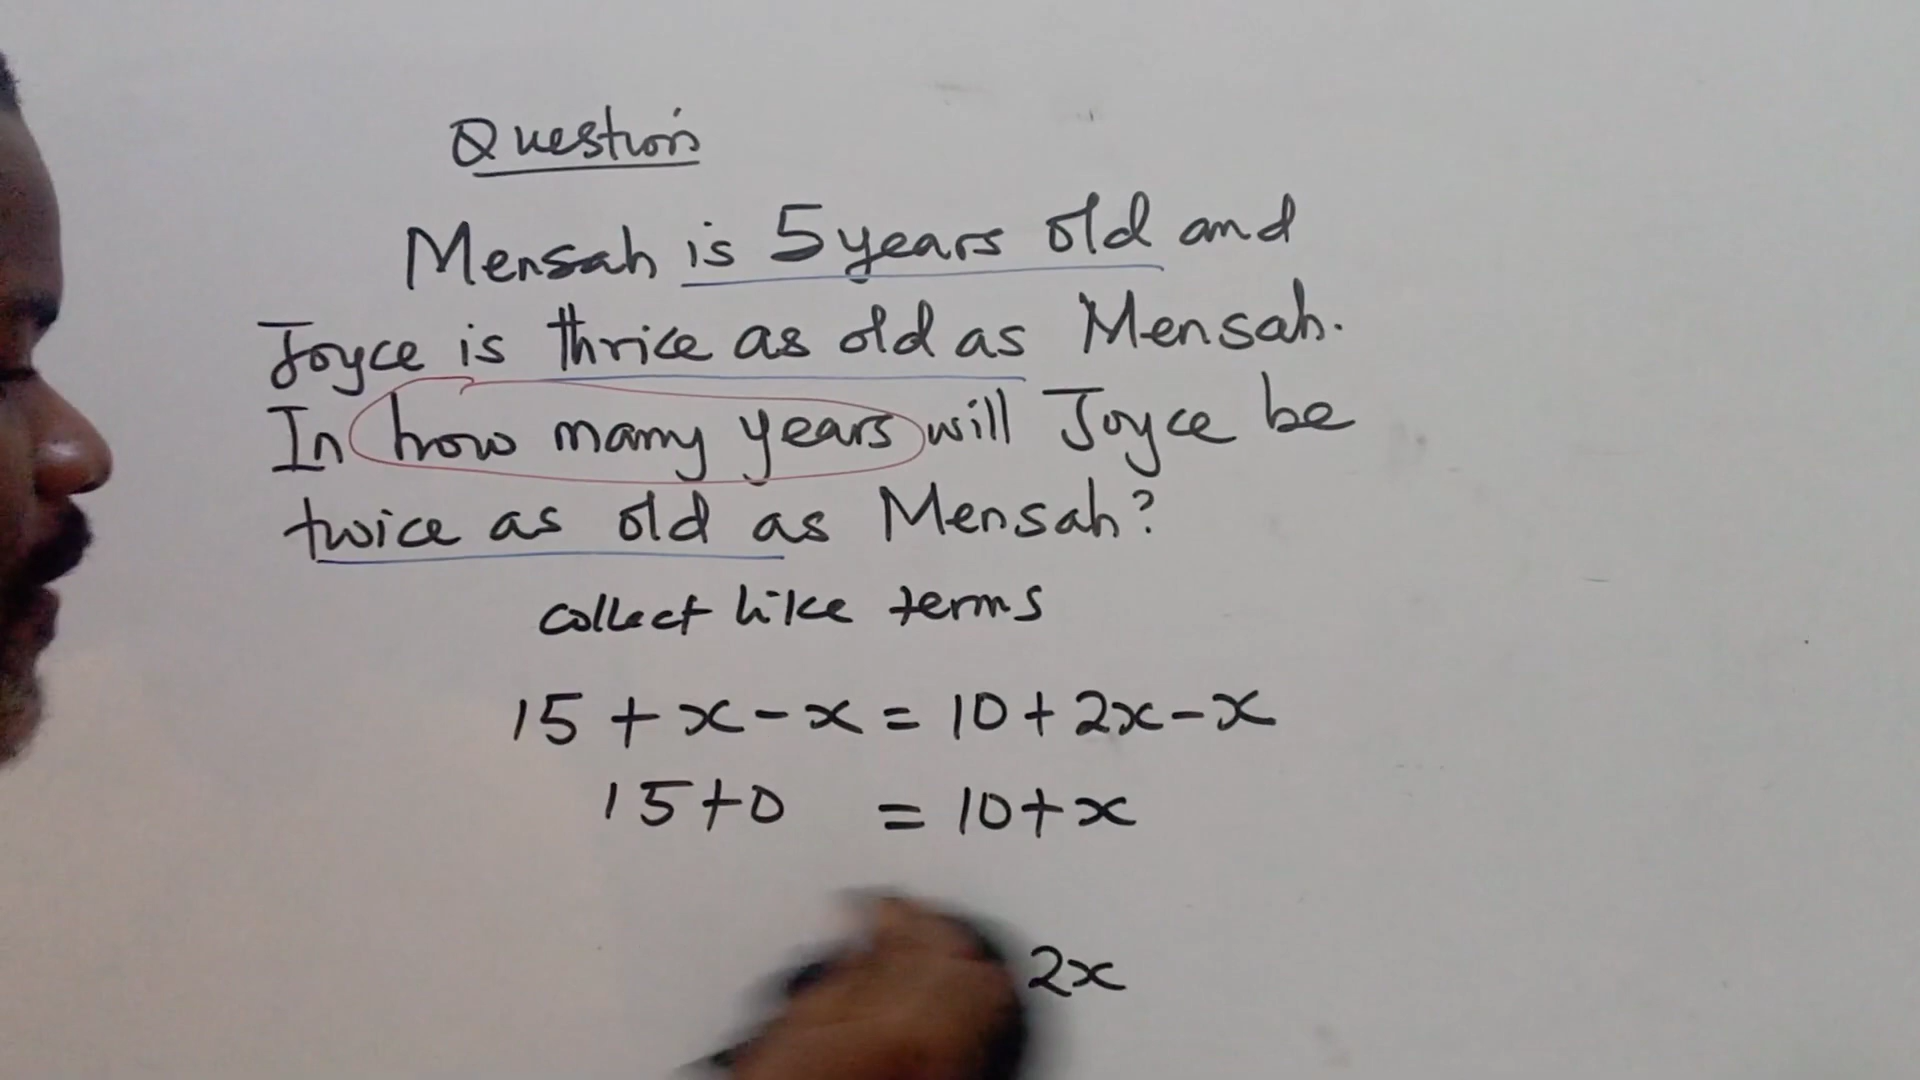 Question
Mensah is 5 years old and
Joyce is thrice as old as Mensah.
In how many years will Joyce be
twice as old as Mensah?
collect like terms
15 + x - x = 10 + 2x - x
15 + 0 = 10 + x
2x